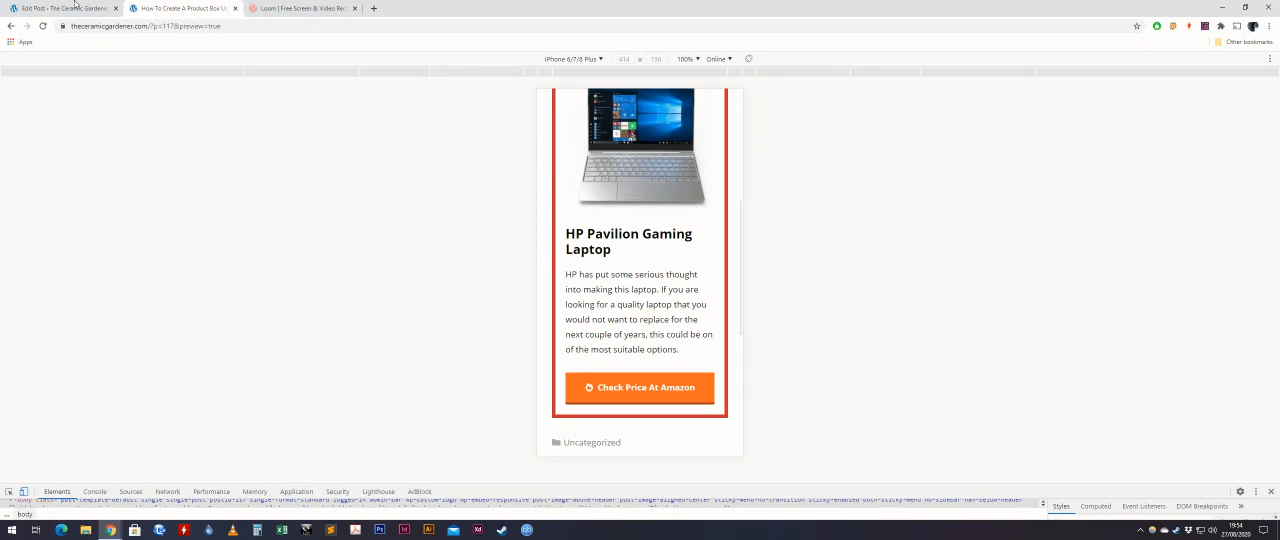 Edit Post ‹ The Ceramic Gardener
How To Create A Product Box Us
Loom | Free Screen & Video Rec
theceramicgardener.com/?p=117&preview=true
Apps
Other bookmarks
iPhone 6/7/8 Plus ▼ 414 × 736 100% ▼ Online ▼
HP Pavilion Gaming
Laptop
HP has put some serious thought
into making this laptop. If you are
looking for a quality laptop that you
would not want to replace for the
next couple of years, this could be on
of the most suitable options.
Check Price At Amazon
Uncategorized
Elements Console Sources Network Performance Memory Application Security Lighthouse AdBlock
... body
Styles Computed Event Listeners DOM Breakpoints »
19:54
27/08/2020